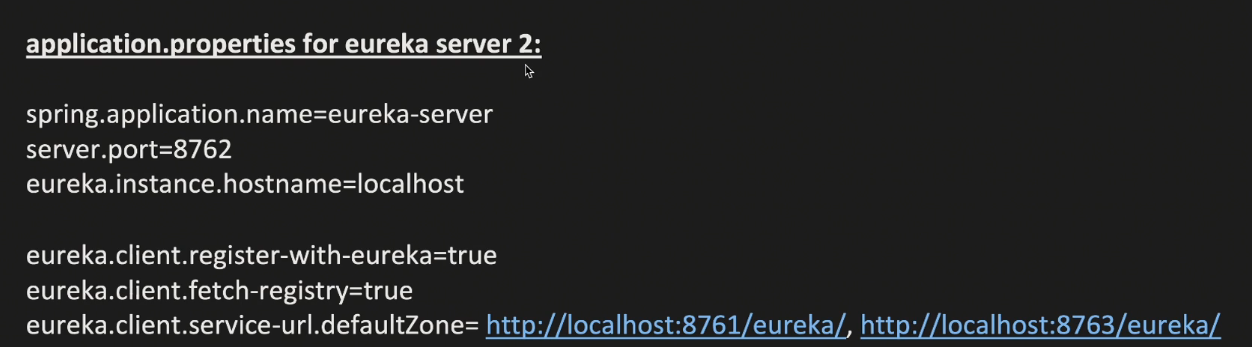 application.properties for eureka server 2:
spring.application.name=eureka-server
server.port=8762
eureka.instance.hostname=localhost
eureka.client.register-with-eureka=true
eureka.client.fetch-registry=true
eureka.client.service-url.defaultZone= http://localhost:8761/eureka/, http://localhost:8763/eureka/